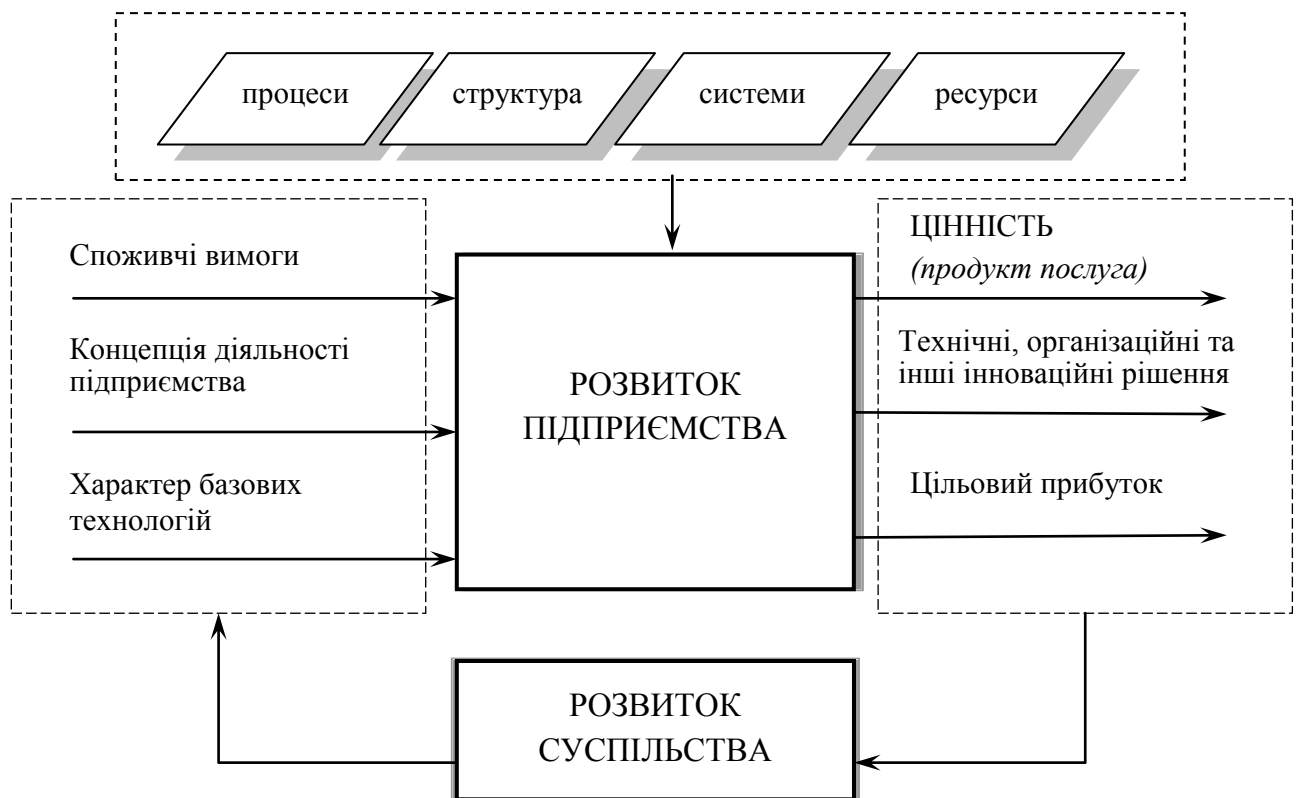 процеси
структура
системи
ресурси
Споживчі вимоги
Концепція діяльності
підприємства
Характер базових
технологій
РОЗВИТОК
ПІДПРИЄМСТВА
ЦІННІСТЬ
(продукт послуга)
Технічні, організаційні та
інші інноваційні рішення
Цільовий прибуток
РОЗВИТОК
СУСПІЛЬСТВА